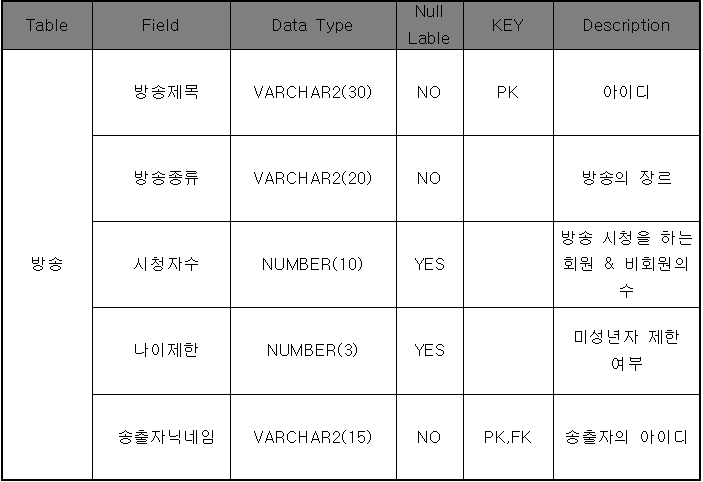 Table Field Data Type Null Lable KEY Description
방송제목 VARCHAR2(30) NO PK 아이디
방송종류 VARCHAR2(20) NO 방송의 장르
방송 시청자수 NUMBER(10) YES 방송 시청을 하는 회원 & 비회원의 수
나이제한 NUMBER(3) YES 미성년자 제한 여부
송출자닉네임 VARCHAR2(15) NO PK,FK 송출자의 아이디